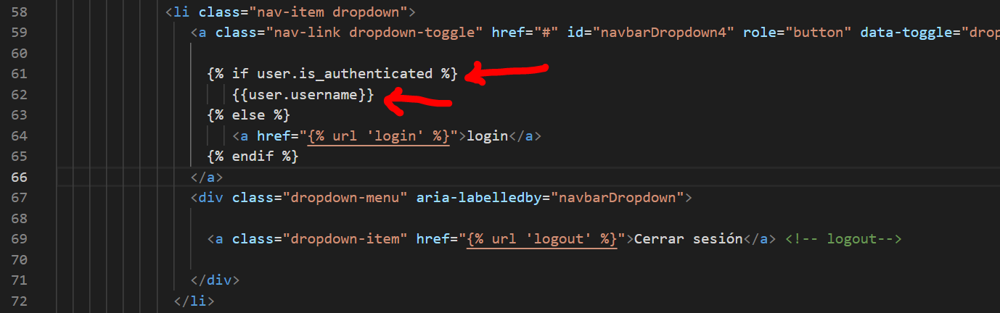 58 <li class="nav-item dropdown">
59 <a class="nav-link dropdown-toggle" href="#" id="navbarDropdown4" role="button" data-toggle="drop
60
61 {% if user.is_authenticated %}
62 {{user.username}}
63 {% else %}
64 <a href="{% url 'login' %}">login</a>
65 {% endif %}
66 </a>
67 <div class="dropdown-menu" aria-labelledby="navbarDropdown">
68
69 <a class="dropdown-item" href="{% url 'logout' %}">Cerrar sesión</a> <!-- logout-->
70
71 </div>
72 </li>